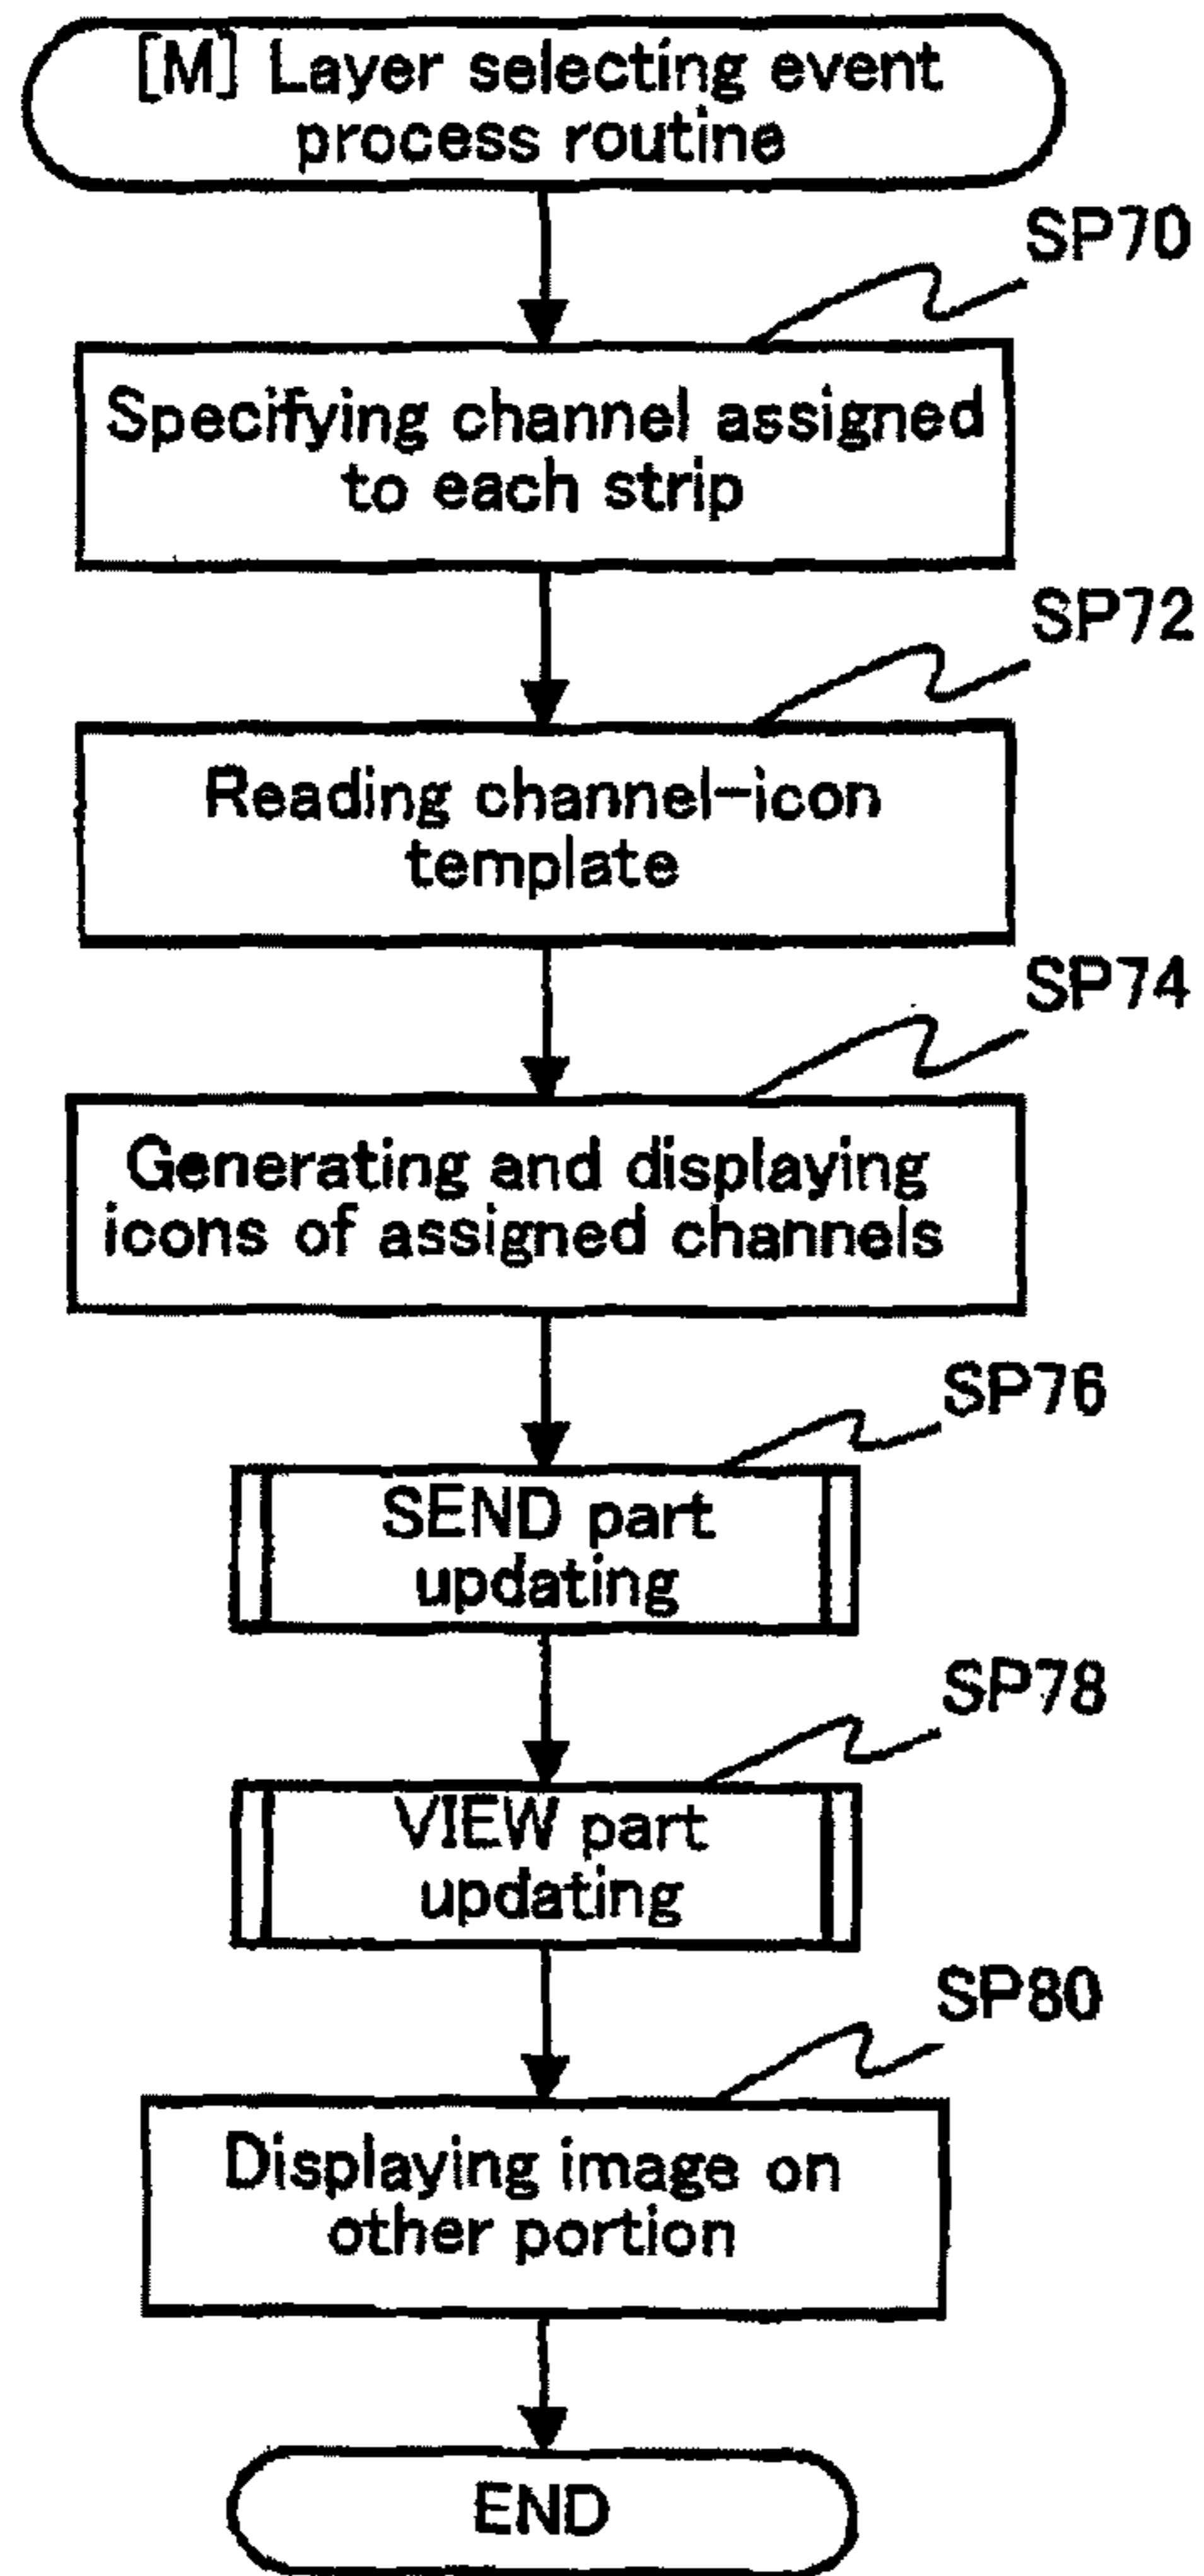 [M] Layer selecting event
process routine
SP70
Specifying channel assigned
to each strip
SP72
Reading channel-icon
template
SP74
Generating and displaying
icons of assigned channels
SP76
SEND part
updating
SP78
VIEW part
updating
SP80
Displaying image on
other portion
END